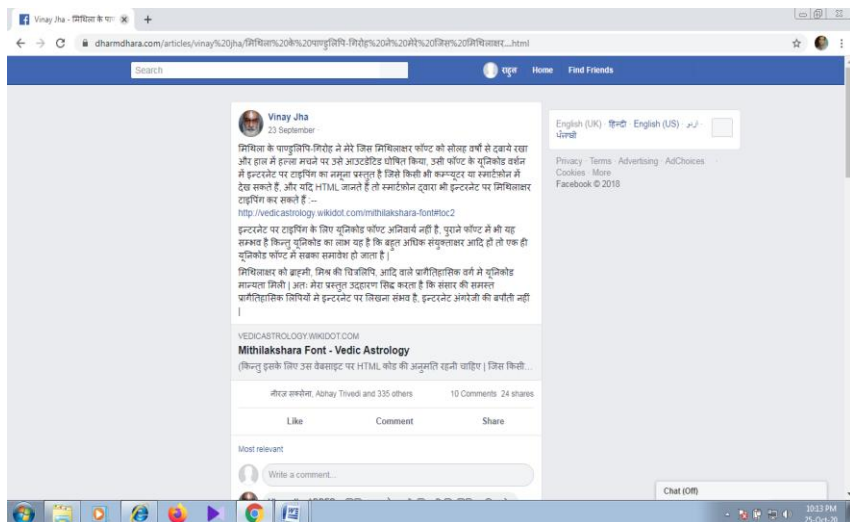 Vinay Jha - मिथिला के पा
dharmdhara.com/articles/vinay%20jha/मिथिला%20के%20पाण्डुलिपि-गिरोह%20ने%20मेरे%20जिस%20मिथिलाक्षर....html
Search
राहुल Home Find Friends
Vinay Jha
23 September ·
मिथिला के पाण्डुलिपि-गिरोह ने मेरे जिस मिथिलाक्षर फॉण्ट को सोलह वर्षों से दबाये रखा
और हाल में हल्ला मचने पर उसे आउटडेटिड घोषित किया, उसी फॉण्ट के यूनिकोड वर्शन
में इन्टरनेट पर टाइपिंग का नमूना प्रस्तुत है जिसे किसी भी कम्प्यूटर या स्मार्टफ़ोन में
देख सकते हैं, और यदि HTML जानते हैं तो स्मार्टफ़ोन द्वारा भी इन्टरनेट पर मिथिलाक्षर
टाइपिंग कर सकते हैं :--
http://vedicastrology.wikidot.com/mithilakshara-font#toc2
इन्टरनेट पर टाइपिंग के लिए यूनिकोड फॉण्ट अनिवार्य नहीं है, पुराने फॉण्ट में भी यह
सम्भव है किन्तु यूनिकोड का लाभ यह है कि बहुत अधिक संयुक्ताक्षर आदि हों तो एक ही
यूनिकोड फॉण्ट में सबका समावेश हो जाता है |
मिथिलाक्षर को ब्राह्मी, मिश्र की चित्रलिपि, आदि वाले प्रागैतिहासिक वर्ग मे यूनिकोड
मान्यता मिली | अतः मेरा प्रस्तुत उदहारण सिद्ध करता है कि संसार की समस्त
प्रागैतिहासिक लिपियों मे इन्टरनेट पर लिखना संभव है, इन्टरनेट अंगरेजी की बपौती नहीं
|
VEDICASTROLOGY.WIKIDOT.COM
Mithilakshara Font - Vedic Astrology
(किन्तु इसके लिए उस वेबसाइट पर HTML कोड की अनुमति रहनी चाहिए | जिस किसी...
नीरज सक्सेना, Abhay Trivedi and 335 others 10 Comments 24 shares
Like Comment Share
Most relevant
Write a comment...
English (UK) · हिन्दी · English (US) · اردو ·
ਪੰਜਾਬੀ
Privacy · Terms · Advertising · AdChoices ·
Cookies · More
Facebook © 2018
Chat (Off)
10:13 PM
25-Oct-20